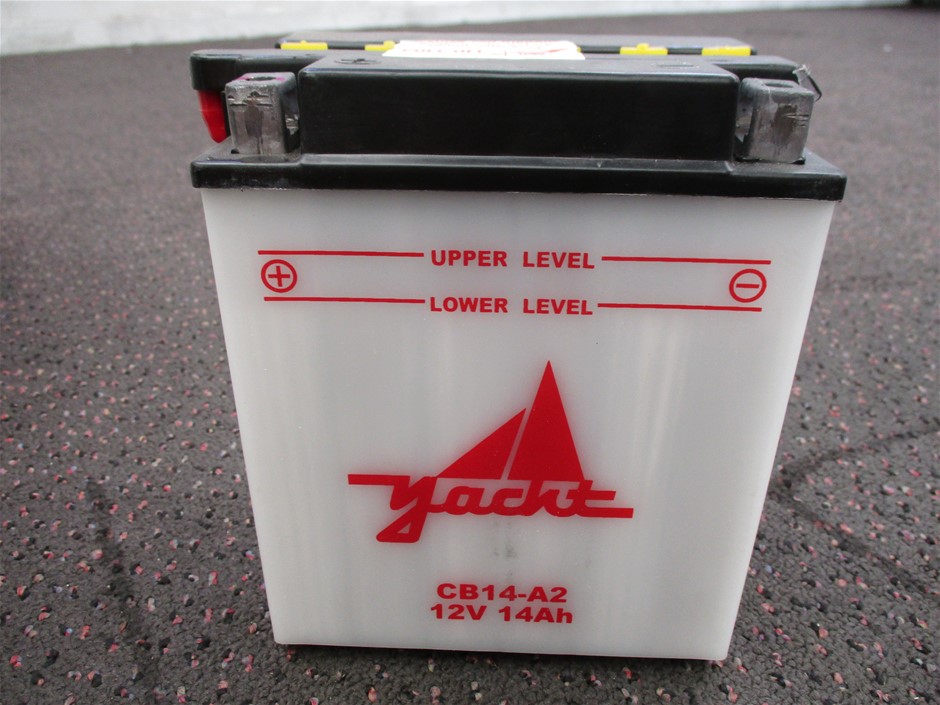 UPPER LEVEL
+ −
LOWER LEVEL
yacht
CB14-A2
12V 14Ah